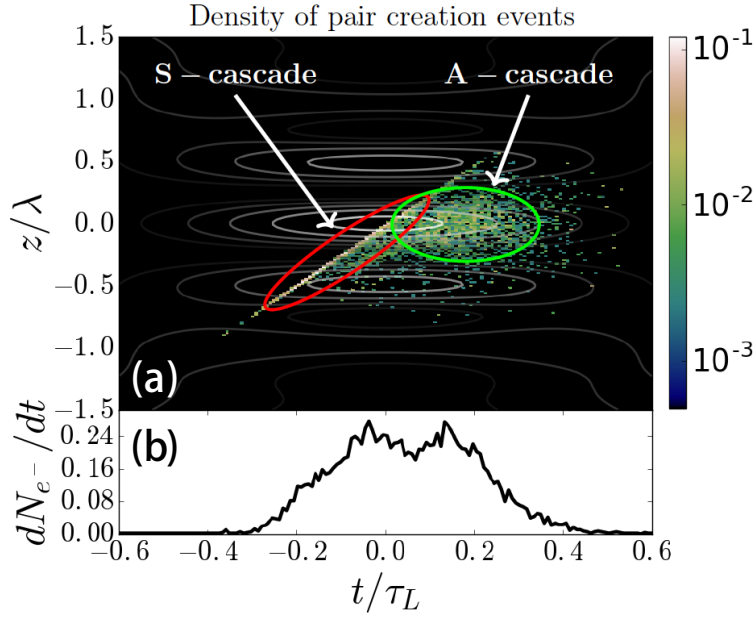 Density of pair creation events
1.5
1.0
0.5
0.0
−0.5
−1.0
−1.5
z/λ
S − cascade
A − cascade
(a)
10⁻¹
10⁻²
10⁻³
(b)
0.24
0.16
0.08
0.00
dN_{e⁻}/dt
−0.6 −0.4 −0.2 0.0 0.2 0.4 0.6
t/τ_L